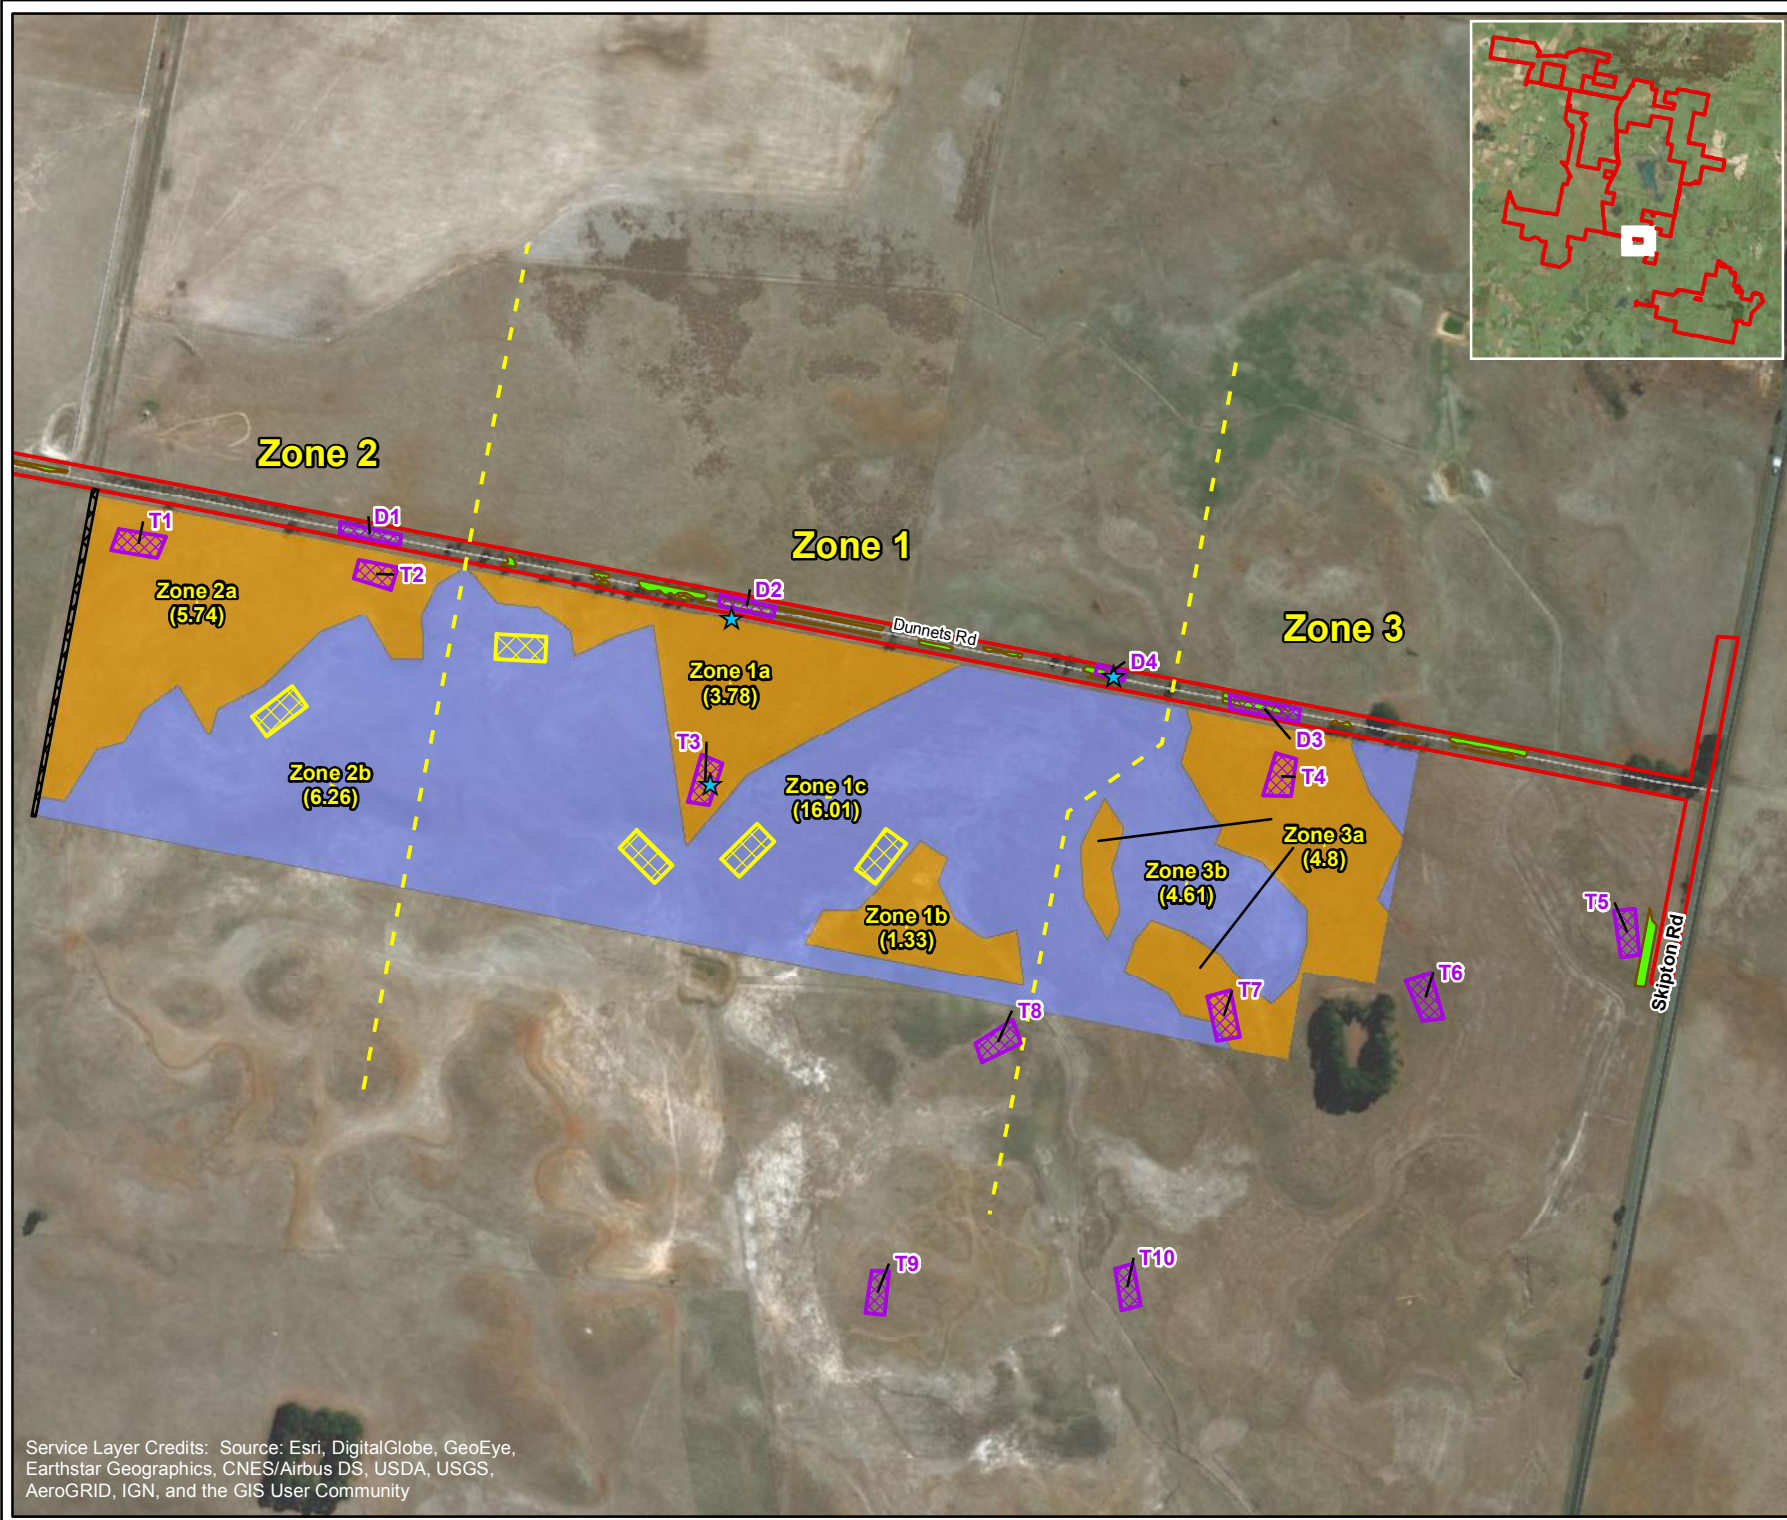 Zone 2
Zone 1
Zone 3
T1
D1
T2
D2
Dunnets Rd
D4
D3
Zone 2a
(5.74)
Zone 1a
(3.78)
T3
T4
Zone 2b
(6.26)
Zone 1c
(16.01)
Zone 3a
(4.8)
Zone 3b
(4.61)
Zone 1b
(1.33)
T5
Skipton Rd
T6
T7
T8
T9
T10
Service Layer Credits: Source: Esri, DigitalGlobe, GeoEye,
Earthstar Geographics, CNES/Airbus DS, USDA, USGS,
AeroGRID, IGN, and the GIS User Community